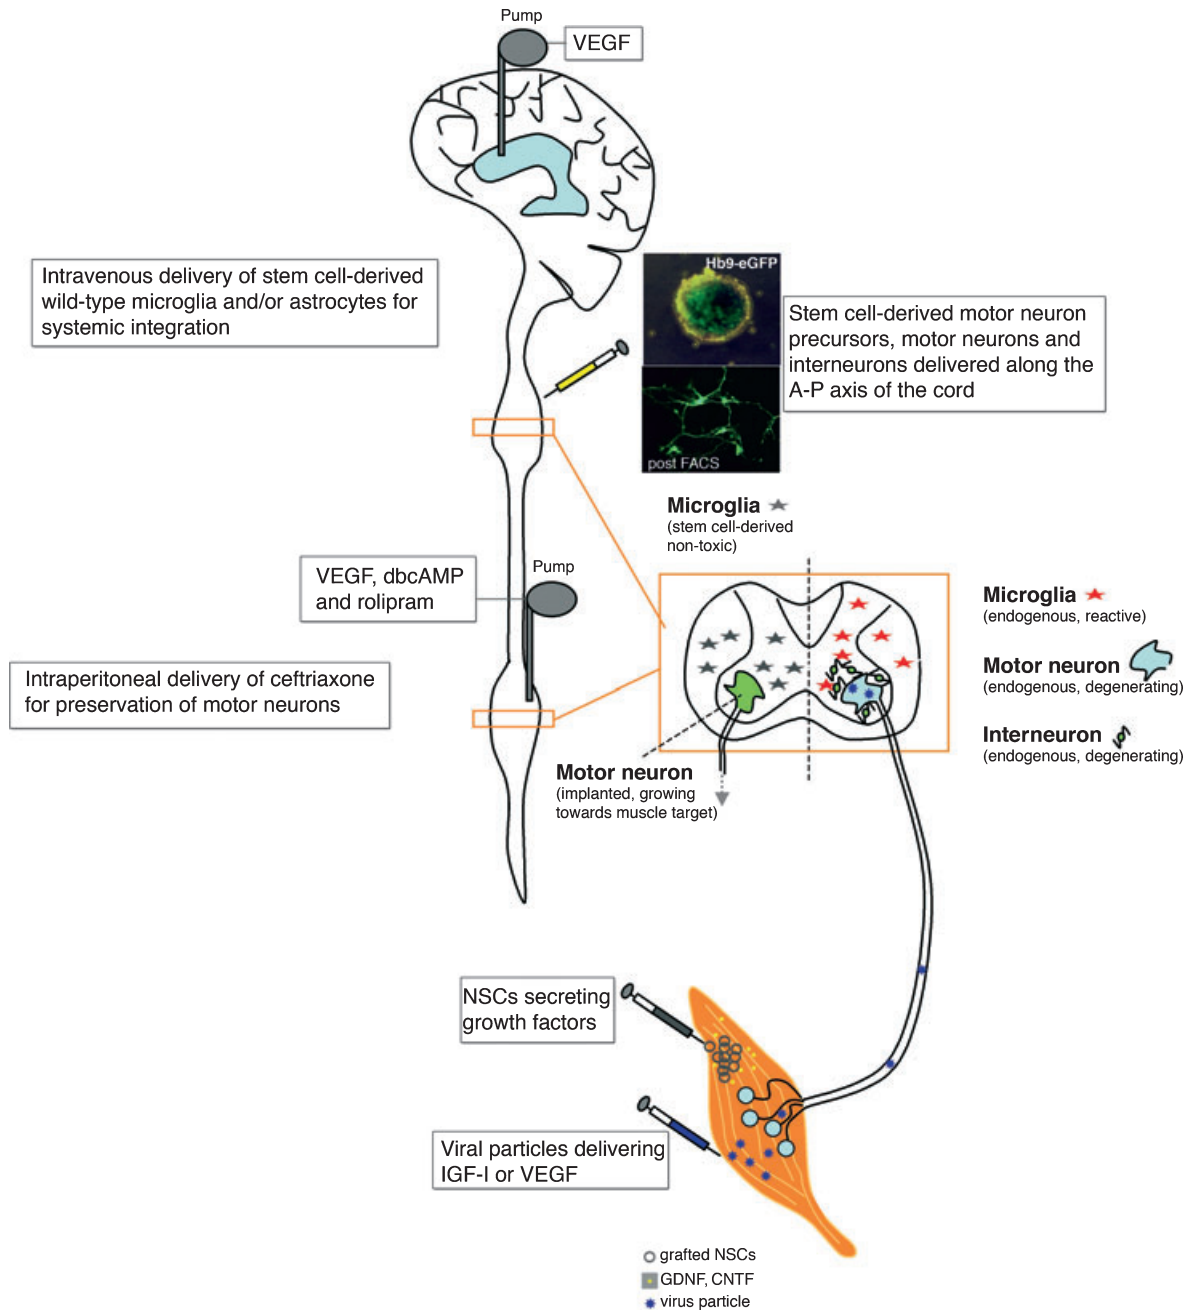 Pump
VEGF
Intravenous delivery of stem cell-derived
wild-type microglia and/or astrocytes for
systemic integration
Hb9-eGFP
post FACS
Stem cell-derived motor neuron
precursors, motor neurons and
interneurons delivered along the
A-P axis of the cord
Microglia
(stem cell-derived
non-toxic)
VEGF, dbcAMP
and rolipram
Pump
Intraperitoneal delivery of ceftriaxone
for preservation of motor neurons
Microglia
(endogenous, reactive)
Motor neuron
(endogenous, degenerating)
Interneuron
(endogenous, degenerating)
Motor neuron
(implanted, growing
towards muscle target)
NSCs secreting
growth factors
Viral particles delivering
IGF-I or VEGF
grafted NSCs
GDNF, CNTF
virus particle